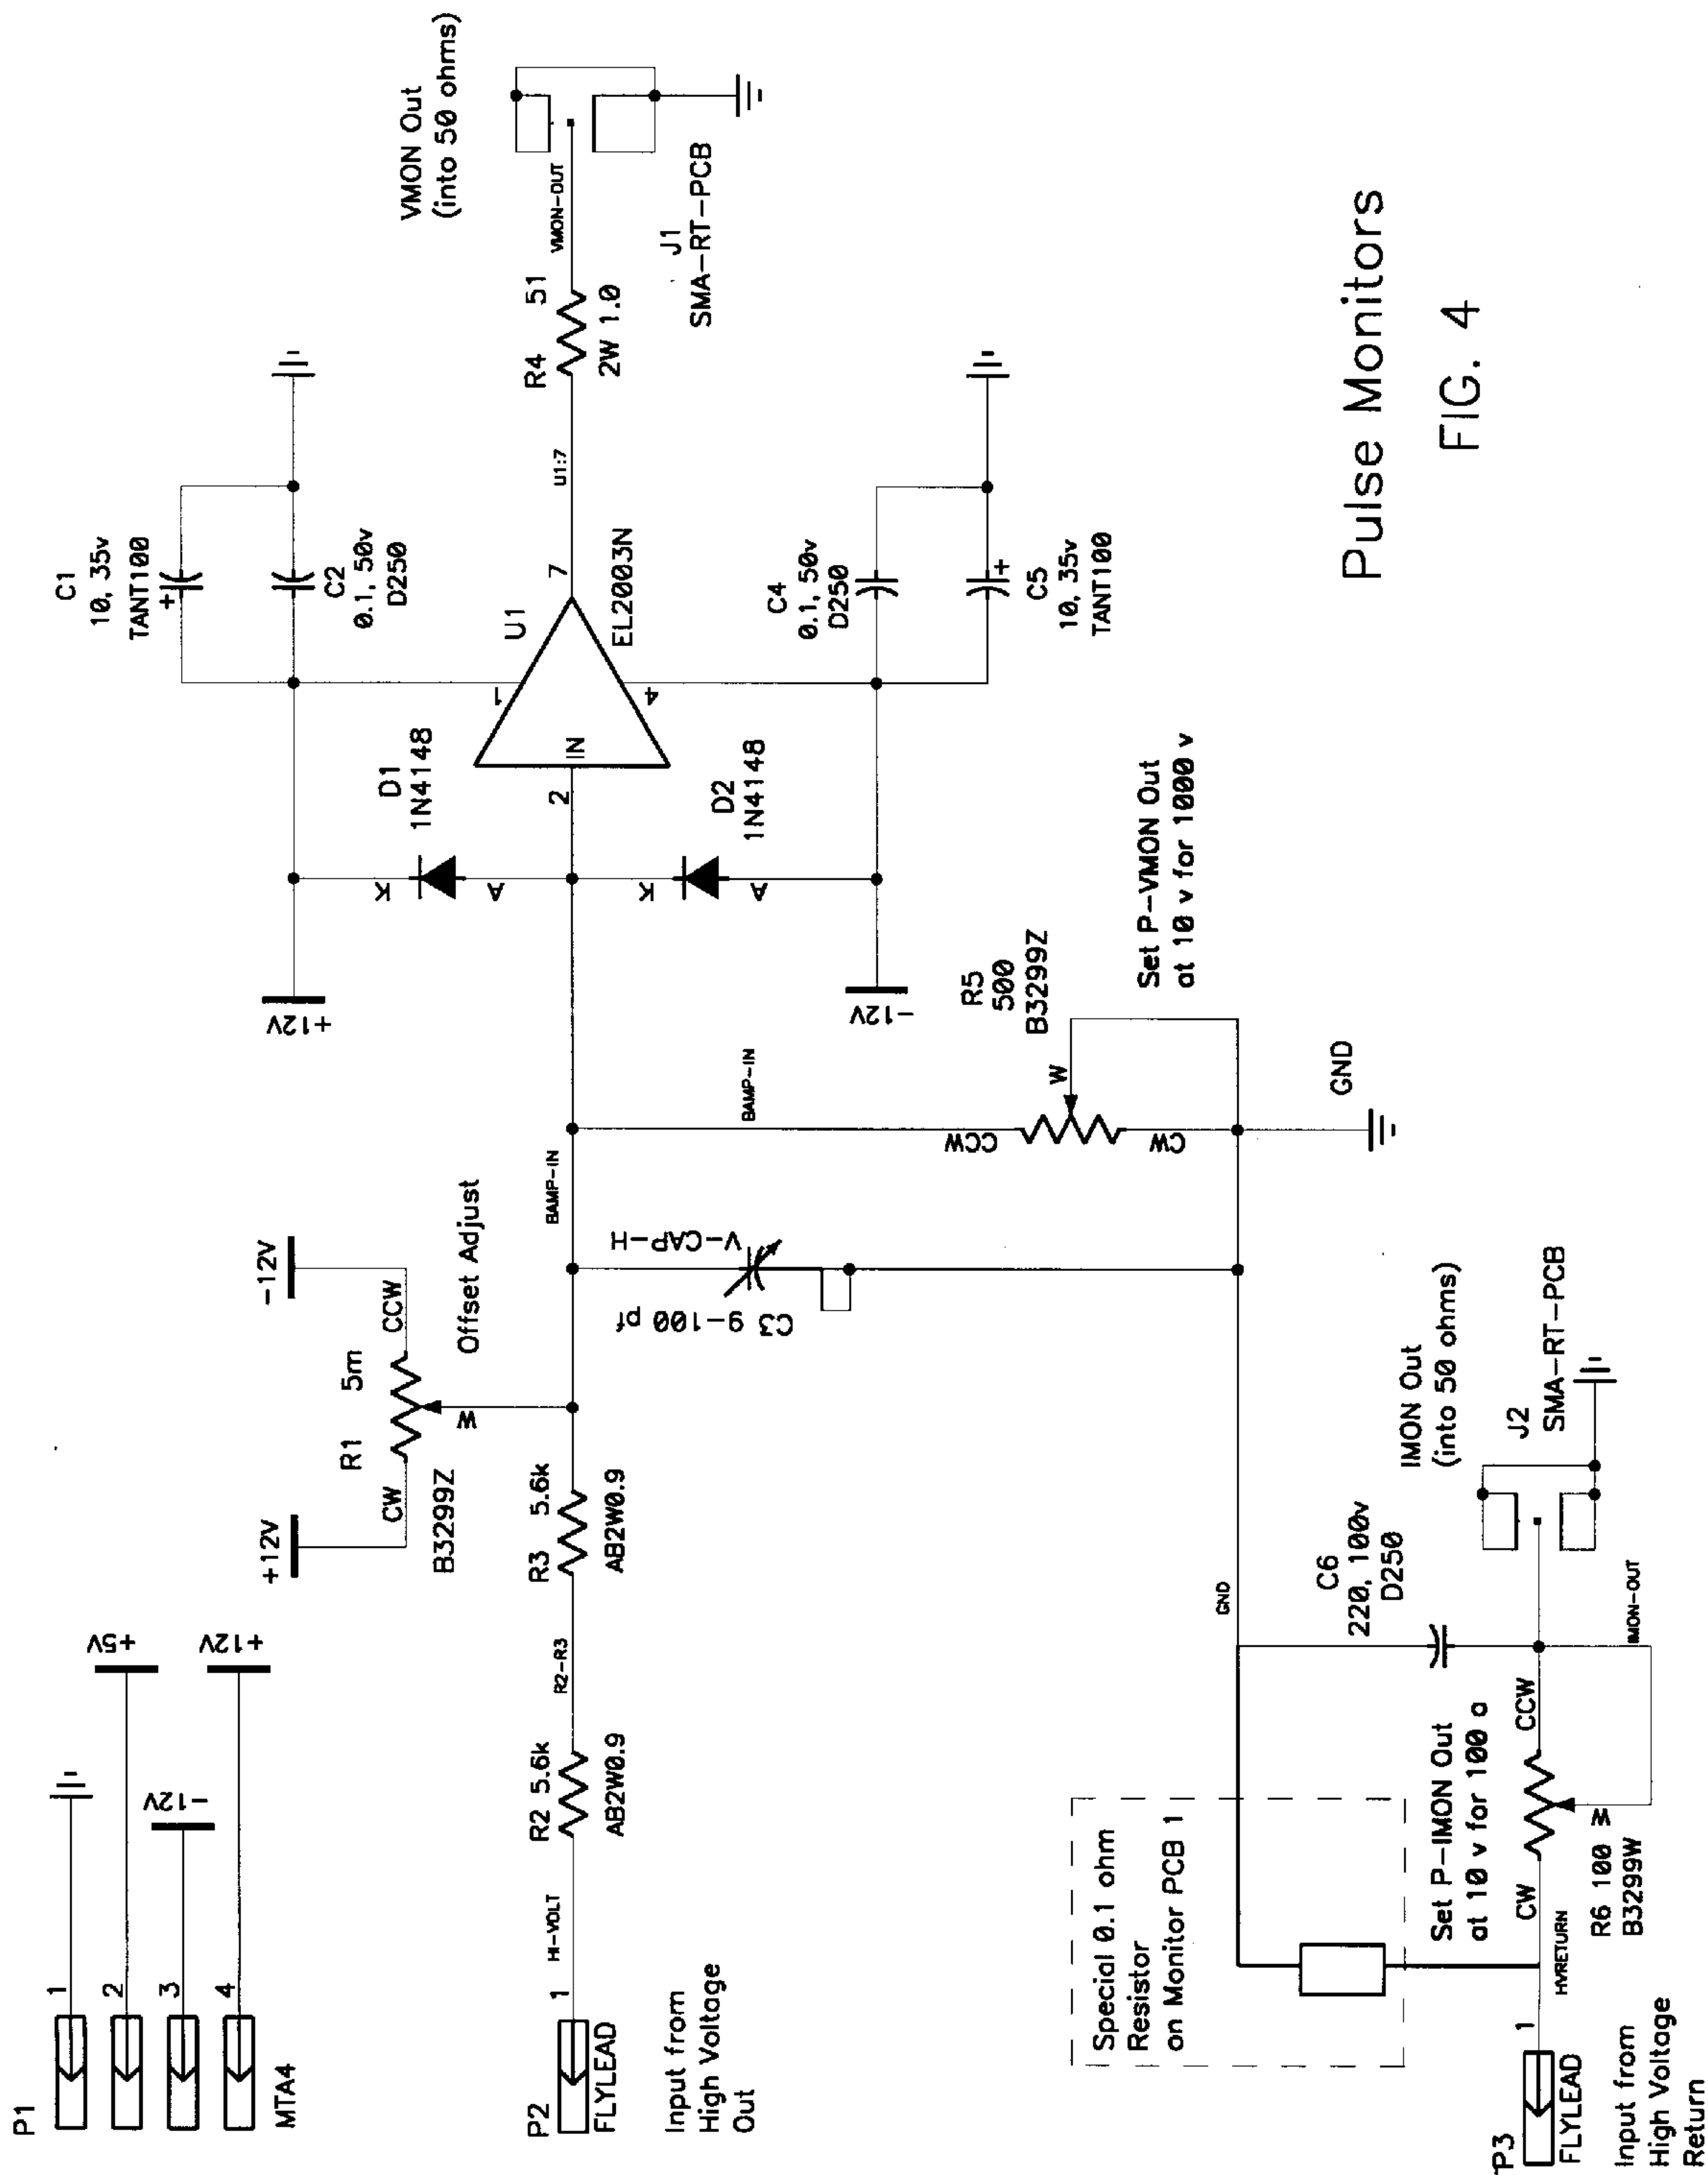 P1
1
2
3
4
MTA4
+5V
-12V
+12V
P2
1
FLYLEAD
Input from
High Voltage
Out
HI-VOLT
R2 5.6k
AB2W0.9
R2-R3
R3 5.6k
AB2W0.9
+12V
-12V
CW
CCW
R1 5m
B3299Z
W
Offset Adjust
BAMP-IN
C3 9-100 pf
V-CAP-H
BAMP-IN
CCW
CW
W
R5
500
B3299Z
Set P-VMON Out
at 10 v for 1000 v
GND
+12V
-12V
K
A
D1
1N4148
K
A
D2
1N4148
2
IN
1
4
7
U1
EL2003N
C1
10, 35v
TANT100
+
C2
0.1, 50v
D250
C4
0.1, 50v
D250
+
C5
10, 35v
TANT100
U1:7
R4 51
2W 1.0
VMON-OUT
VMON Out
(into 50 ohms)
J1
SMA-RT-PCB
P3
1
FLYLEAD
Input from
High Voltage
Return
HVRETURN
Special 0.1 ohm
Resistor
on Monitor PCB 1
GND
Set P-IMON Out
at 10 v for 100 a
CW
CCW
W
R6 100
B3299W
C6
220, 100v
D250
IMON-OUT
IMON Out
(into 50 ohms)
J2
SMA-RT-PCB
Pulse Monitors
FIG. 4